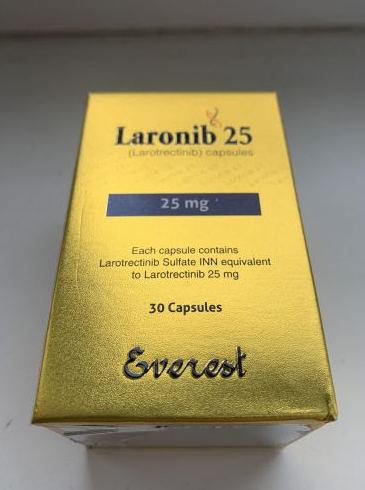 Laronib 25
(Larotrectinib) capsules
25 mg
Each capsule contains
Larotrectinib Sulfate INN equivalent
to Larotrectinib 25 mg
30 Capsules
Everest